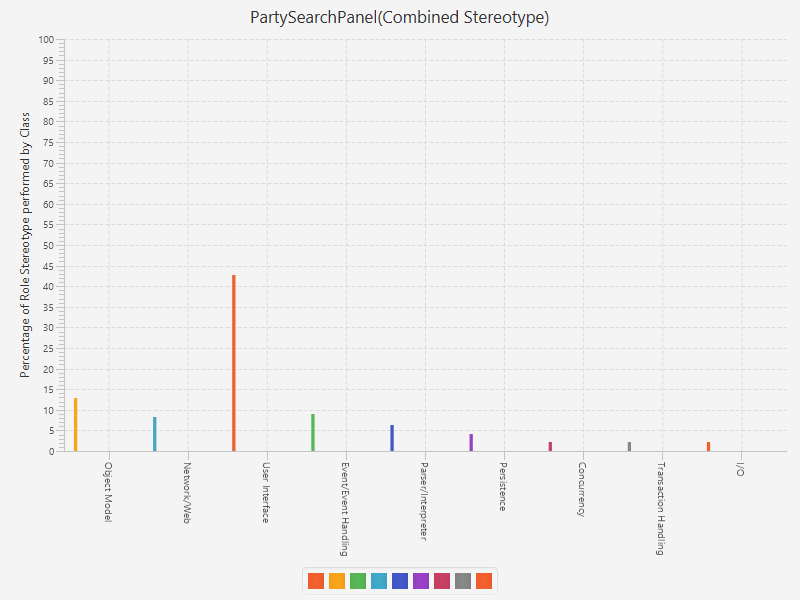 PartySearchPanel(Combined Stereotype)
Percentage of Role Stereotype performed by Class
100
95
90
85
80
75
70
65
60
55
50
45
40
35
30
25
20
15
10
5
0
Object Model
Network/Web
User Interface
Event/Event Handling
Parser/Interpreter
Persistence
Concurrency
Transaction Handling
I/O